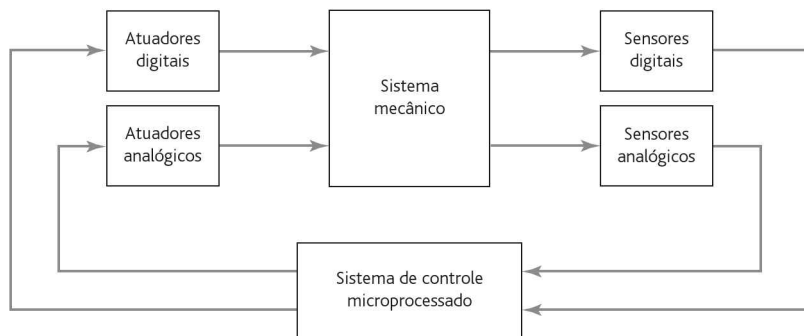 Atuadores
digitais
Sistema
mecânico
Sensores
digitais
Atuadores
analógicos
Sensores
analógicos
Sistema de controle
microprocessado